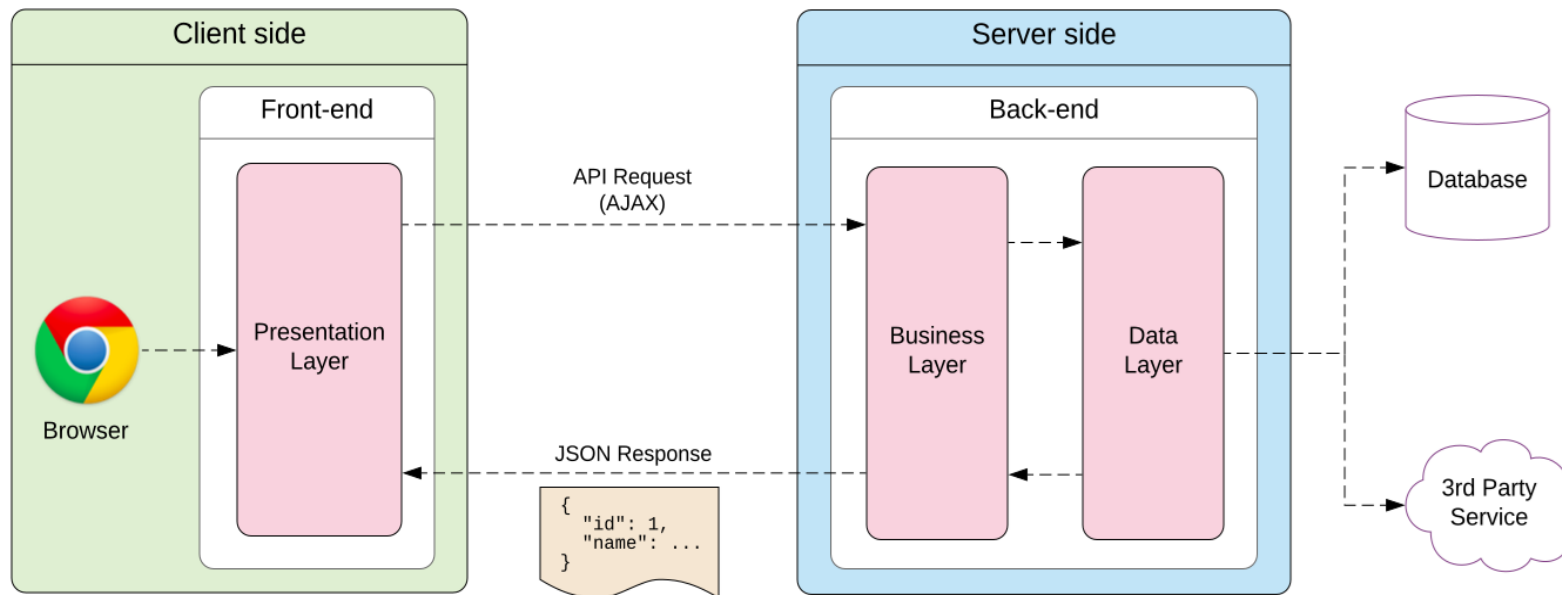 Client side
Front-end
Presentation
Layer
Browser
API Request
(AJAX)
JSON Response
{
"id": 1,
"name": ...
}
Server side
Back-end
Business
Layer
Data
Layer
Database
3rd Party
Service